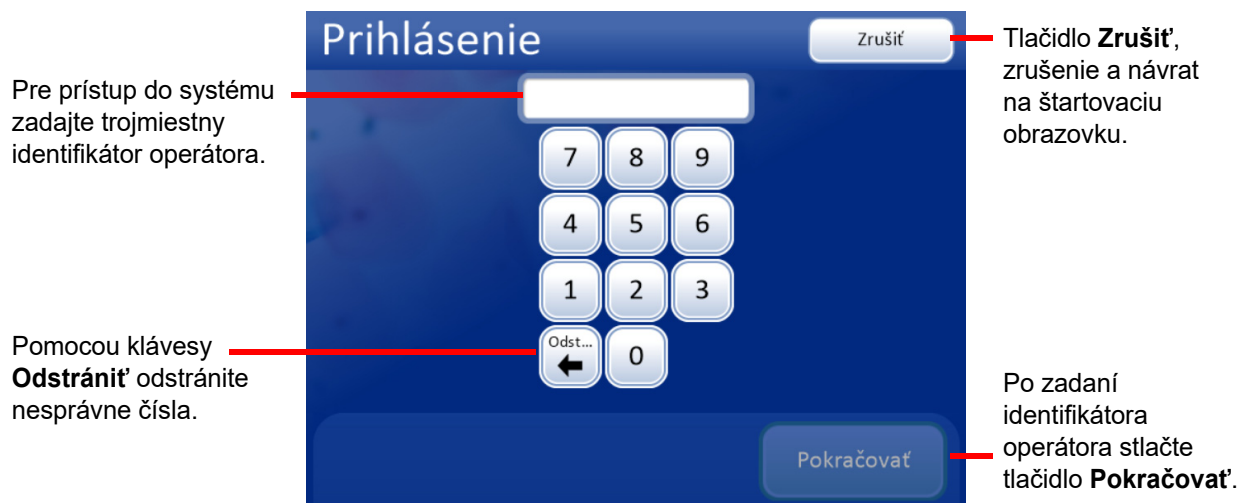 Prihlásenie
Zrušiť
Tlačidlo Zrušiť,
zrušenie a návrat
na štartovaciu
obrazovku.
Pre prístup do systému
zadajte trojmiestny
identifikátor operátora.
7 8 9
4 5 6
1 2 3
Odst...
0
Pomocou klávesy
Odstrániť odstránite
nesprávne čísla.
Pokračovať
Po zadaní
identifikátora
operátora stlačte
tlačidlo Pokračovať.